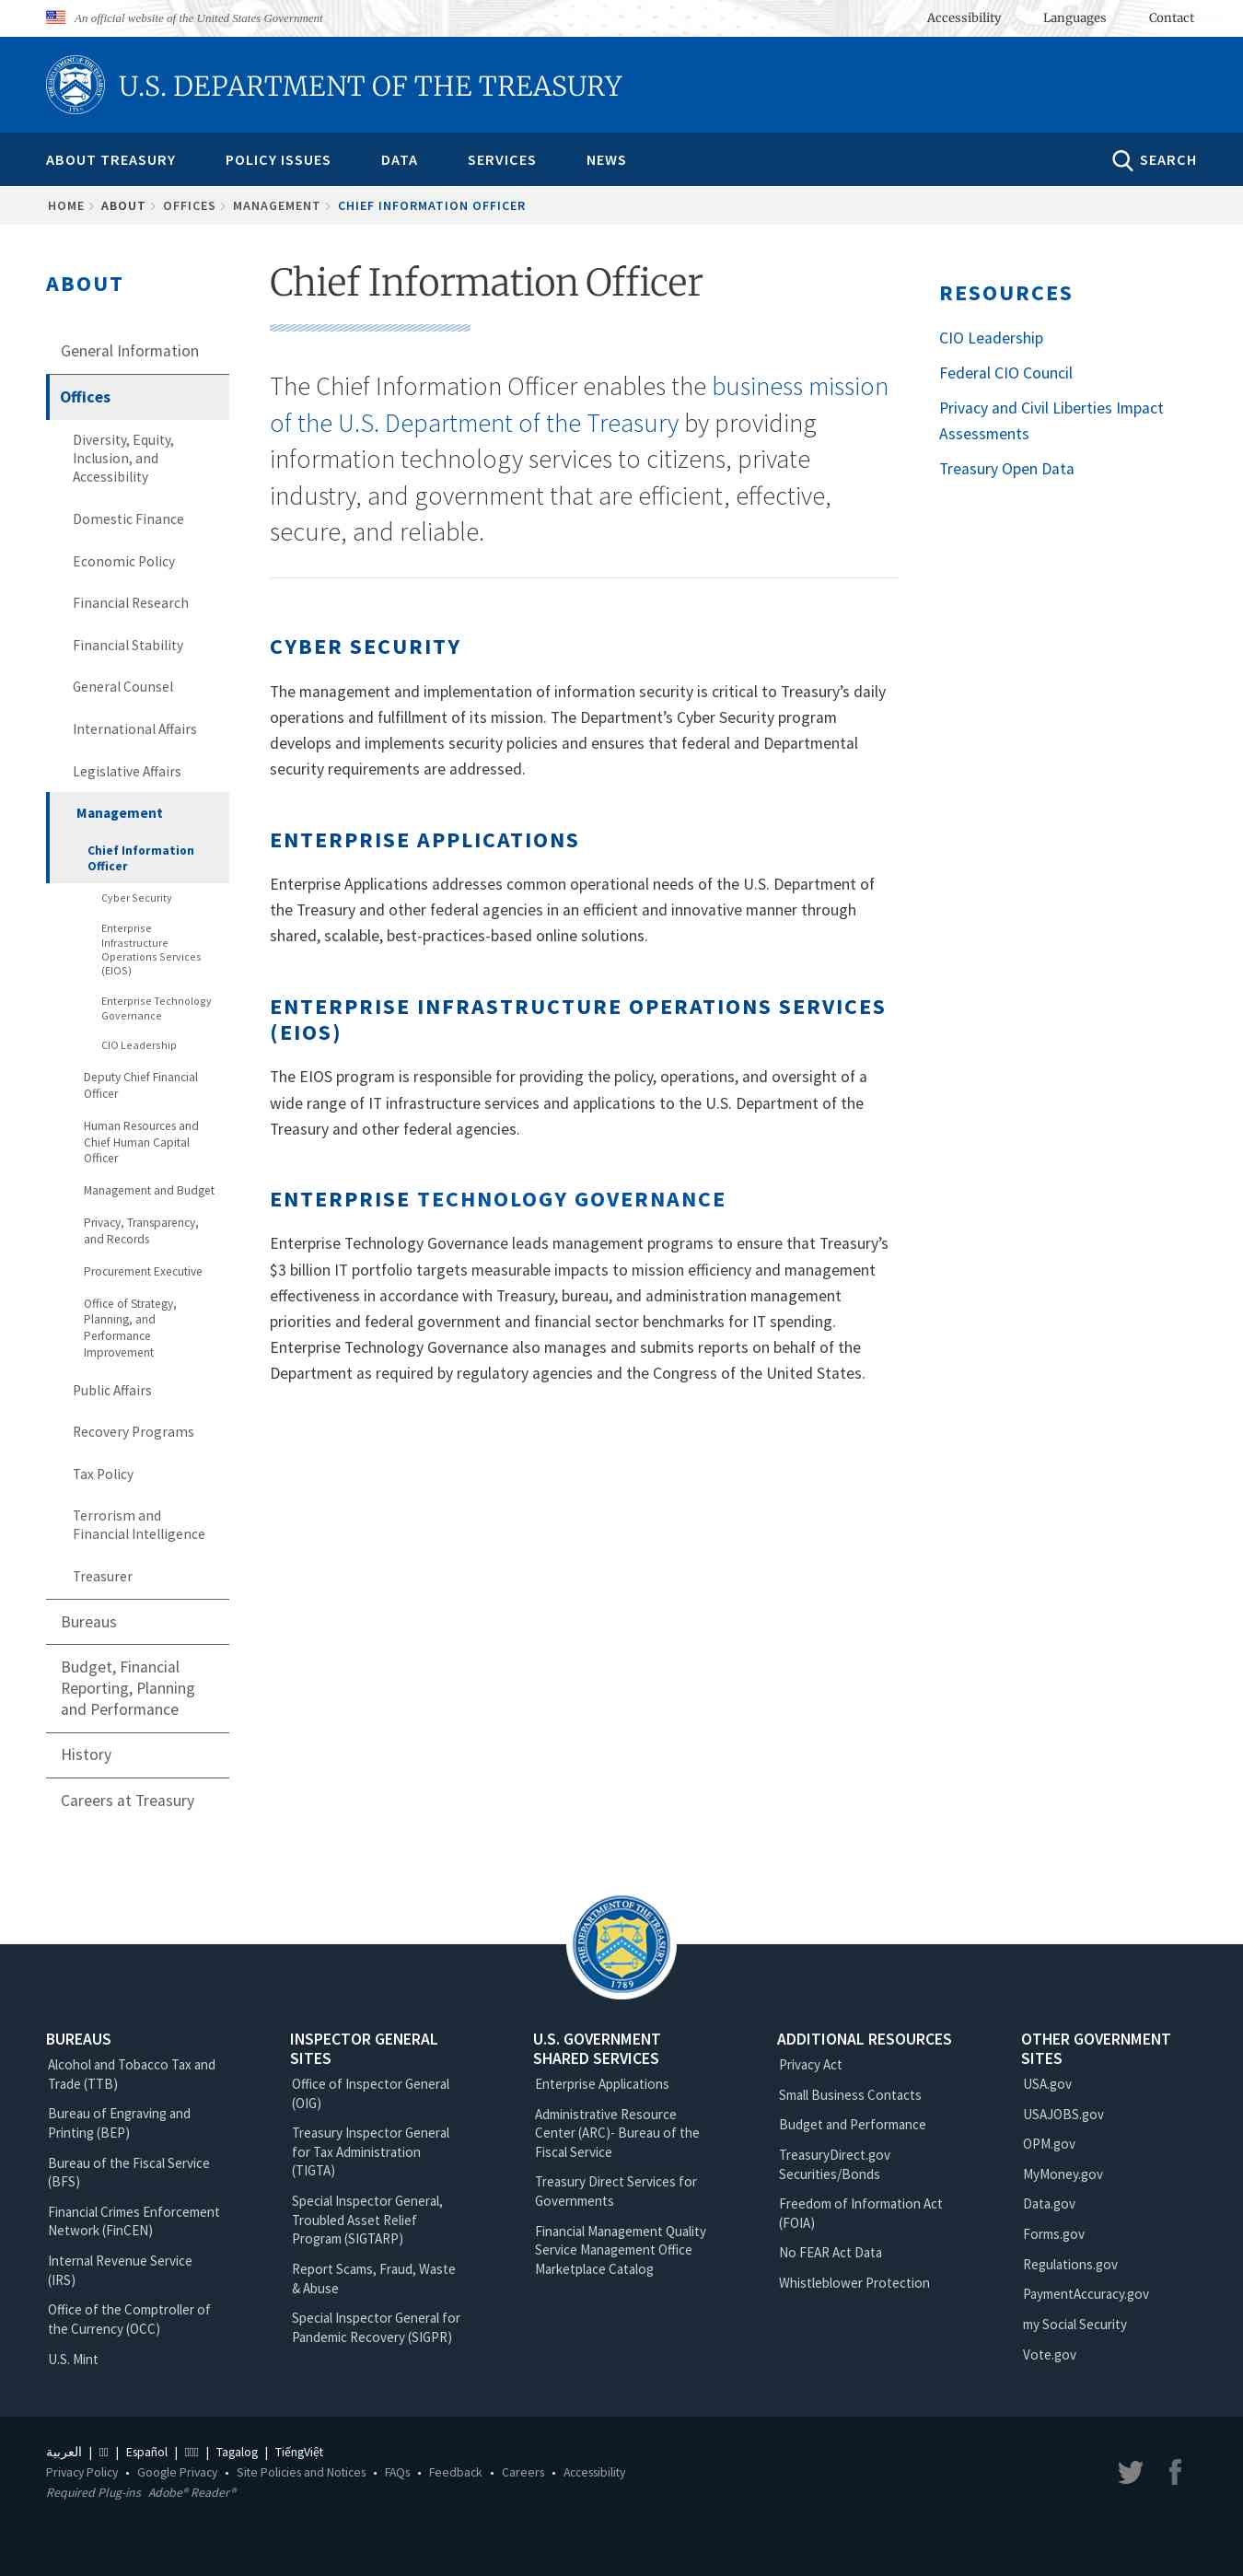 An official website of the United States Government
Accessibility
Languages
Contact
U.S. DEPARTMENT OF THE TREASURY
ABOUT TREASURY
POLICY ISSUES
DATA
SERVICES
NEWS
SEARCH
HOME
ABOUT
OFFICES
MANAGEMENT
CHIEF INFORMATION OFFICER
ABOUT
General Information
Offices
Diversity, Equity,
Inclusion, and
Accessibility
Domestic Finance
Economic Policy
Financial Research
Financial Stability
General Counsel
International Affairs
Legislative Affairs
Management
Chief Information
Officer
Cyber Security
Enterprise
Infrastructure
Operations Services
(EIOS)
Enterprise Technology
Governance
CIO Leadership
Deputy Chief Financial
Officer
Human Resources and
Chief Human Capital
Officer
Management and Budget
Privacy, Transparency,
and Records
Procurement Executive
Office of Strategy,
Planning, and
Performance
Improvement
Public Affairs
Recovery Programs
Tax Policy
Terrorism and
Financial Intelligence
Treasurer
Bureaus
Budget, Financial
Reporting, Planning
and Performance
History
Careers at Treasury
Chief Information Officer
The Chief Information Officer enables the business mission
of the U.S. Department of the Treasury by providing
information technology services to citizens, private
industry, and government that are efficient, effective,
secure, and reliable.
CYBER SECURITY
The management and implementation of information security is critical to Treasury’s daily
operations and fulfillment of its mission. The Department’s Cyber Security program
develops and implements security policies and ensures that federal and Departmental
security requirements are addressed.
ENTERPRISE APPLICATIONS
Enterprise Applications addresses common operational needs of the U.S. Department of
the Treasury and other federal agencies in an efficient and innovative manner through
shared, scalable, best-practices-based online solutions.
ENTERPRISE INFRASTRUCTURE OPERATIONS SERVICES
(EIOS)
The EIOS program is responsible for providing the policy, operations, and oversight of a
wide range of IT infrastructure services and applications to the U.S. Department of the
Treasury and other federal agencies.
ENTERPRISE TECHNOLOGY GOVERNANCE
Enterprise Technology Governance leads management programs to ensure that Treasury’s
$3 billion IT portfolio targets measurable impacts to mission efficiency and management
effectiveness in accordance with Treasury, bureau, and administration management
priorities and federal government and financial sector benchmarks for IT spending.
Enterprise Technology Governance also manages and submits reports on behalf of the
Department as required by regulatory agencies and the Congress of the United States.
RESOURCES
CIO Leadership
Federal CIO Council
Privacy and Civil Liberties Impact
Assessments
Treasury Open Data
THE DEPARTMENT OF THE TREASURY
1789
BUREAUS
Alcohol and Tobacco Tax and
Trade (TTB)
Bureau of Engraving and
Printing (BEP)
Bureau of the Fiscal Service
(BFS)
Financial Crimes Enforcement
Network (FinCEN)
Internal Revenue Service
(IRS)
Office of the Comptroller of
the Currency (OCC)
U.S. Mint
INSPECTOR GENERAL
SITES
Office of Inspector General
(OIG)
Treasury Inspector General
for Tax Administration
(TIGTA)
Special Inspector General,
Troubled Asset Relief
Program (SIGTARP)
Report Scams, Fraud, Waste
& Abuse
Special Inspector General for
Pandemic Recovery (SIGPR)
U.S. GOVERNMENT
SHARED SERVICES
Enterprise Applications
Administrative Resource
Center (ARC)- Bureau of the
Fiscal Service
Treasury Direct Services for
Governments
Financial Management Quality
Service Management Office
Marketplace Catalog
ADDITIONAL RESOURCES
Privacy Act
Small Business Contacts
Budget and Performance
TreasuryDirect.gov
Securities/Bonds
Freedom of Information Act
(FOIA)
No FEAR Act Data
Whistleblower Protection
OTHER GOVERNMENT
SITES
USA.gov
USAJOBS.gov
OPM.gov
MyMoney.gov
Data.gov
Forms.gov
Regulations.gov
PaymentAccuracy.gov
my Social Security
Vote.gov
العربية | | Español | | Tagalog | TiếngViệt
Privacy Policy • Google Privacy • Site Policies and Notices • FAQs • Feedback • Careers • Accessibility
Required Plug-ins Adobe® Reader®